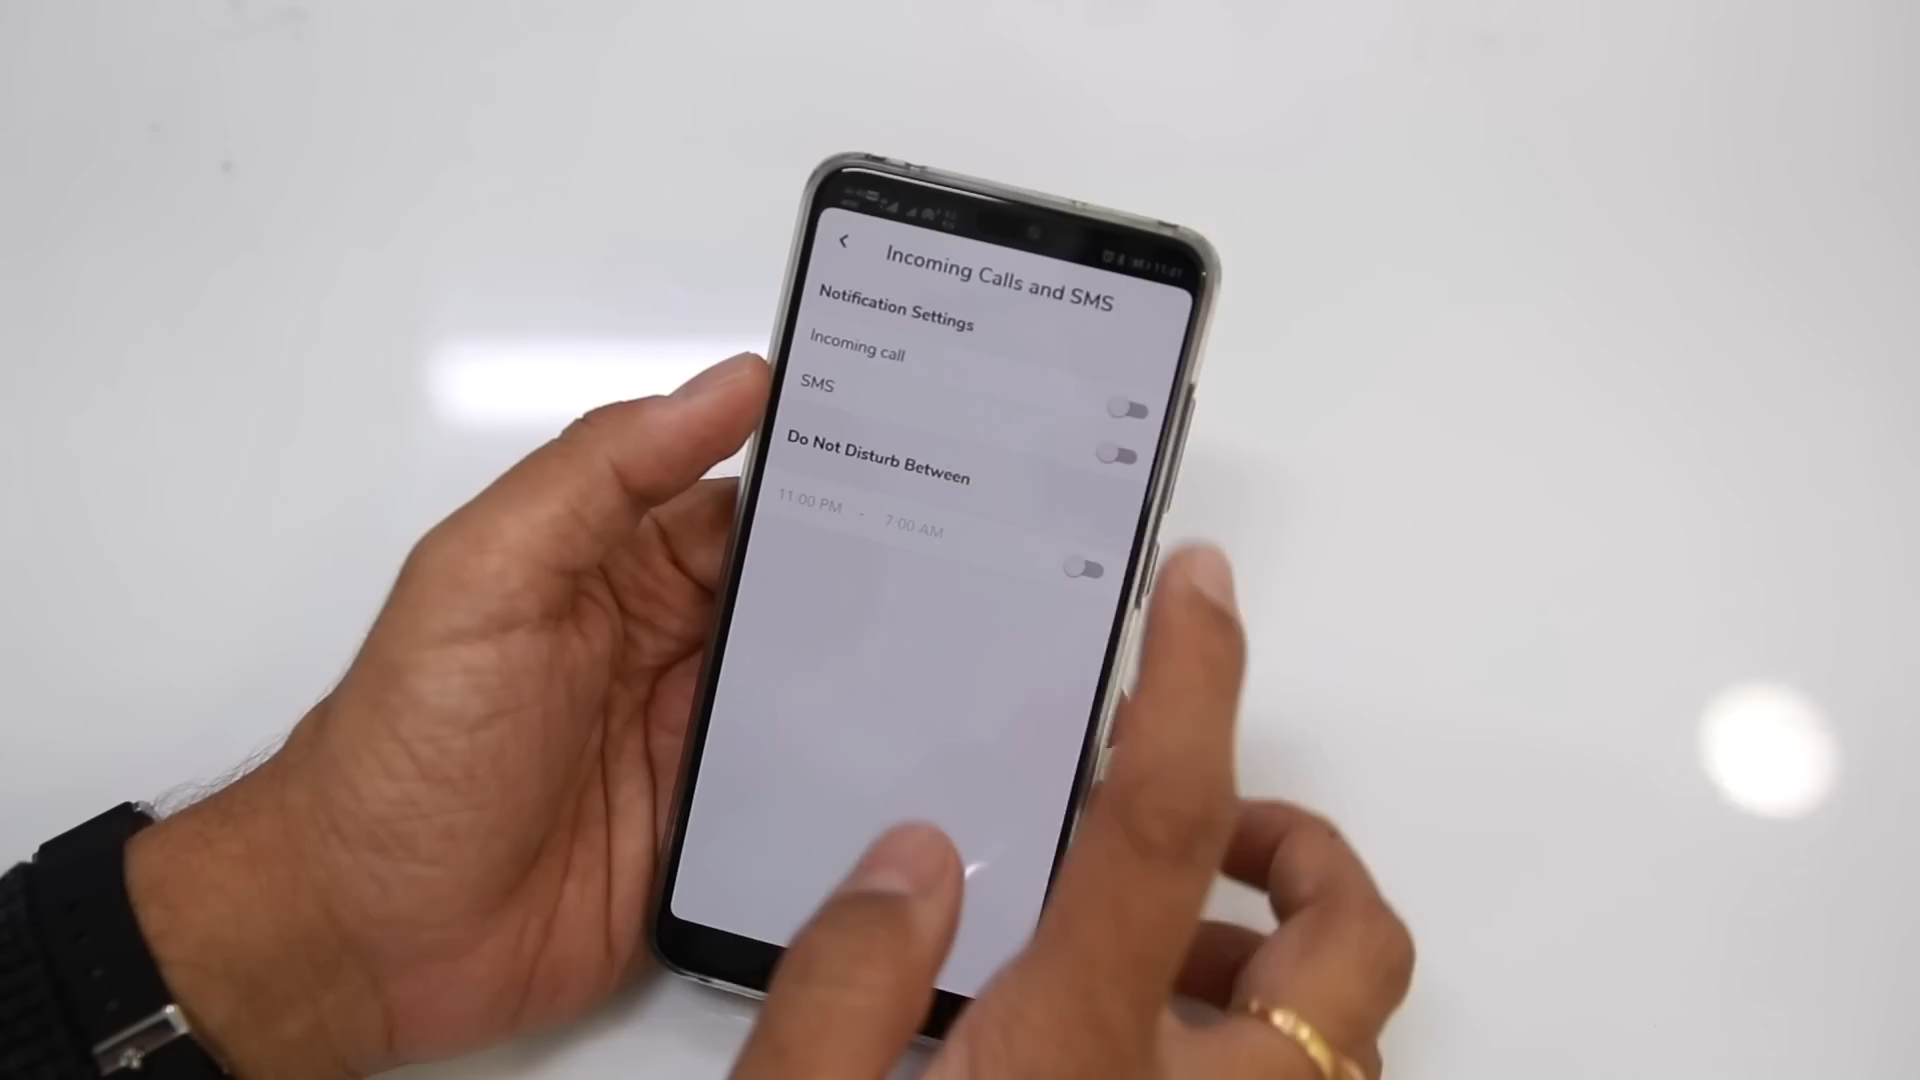 Incoming Calls and SMS
Notification Settings
Incoming call
SMS
Do Not Disturb Between
11:00 PM - 7:00 AM